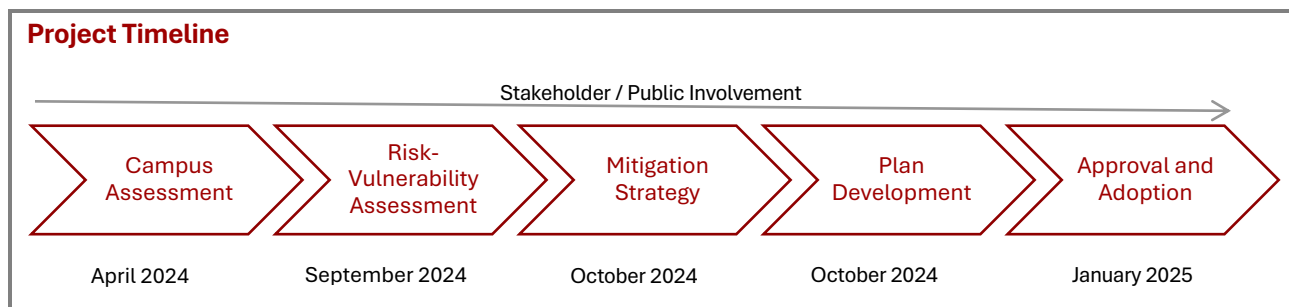 Project Timeline
Stakeholder / Public Involvement
Campus
Assessment
Risk-
Vulnerability
Assessment
Mitigation
Strategy
Plan
Development
Approval and
Adoption
April 2024
September 2024
October 2024
October 2024
January 2025